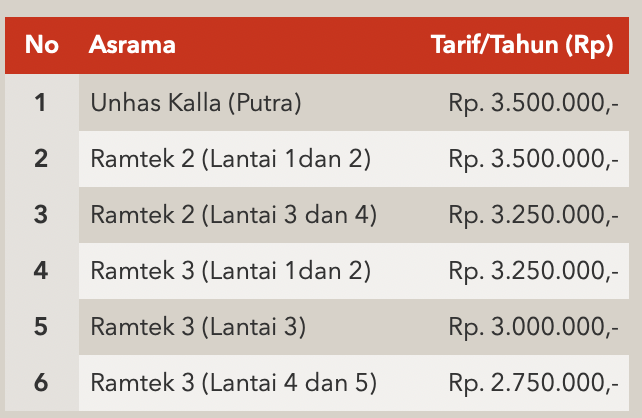 No Asrama Tarif/Tahun (Rp)
1 Unhas Kalla (Putra) Rp. 3.500.000,-
2 Ramtek 2 (Lantai 1dan 2) Rp. 3.500.000,-
3 Ramtek 2 (Lantai 3 dan 4) Rp. 3.250.000,-
4 Ramtek 3 (Lantai 1dan 2) Rp. 3.250.000,-
5 Ramtek 3 (Lantai 3) Rp. 3.000.000,-
6 Ramtek 3 (Lantai 4 dan 5) Rp. 2.750.000,-